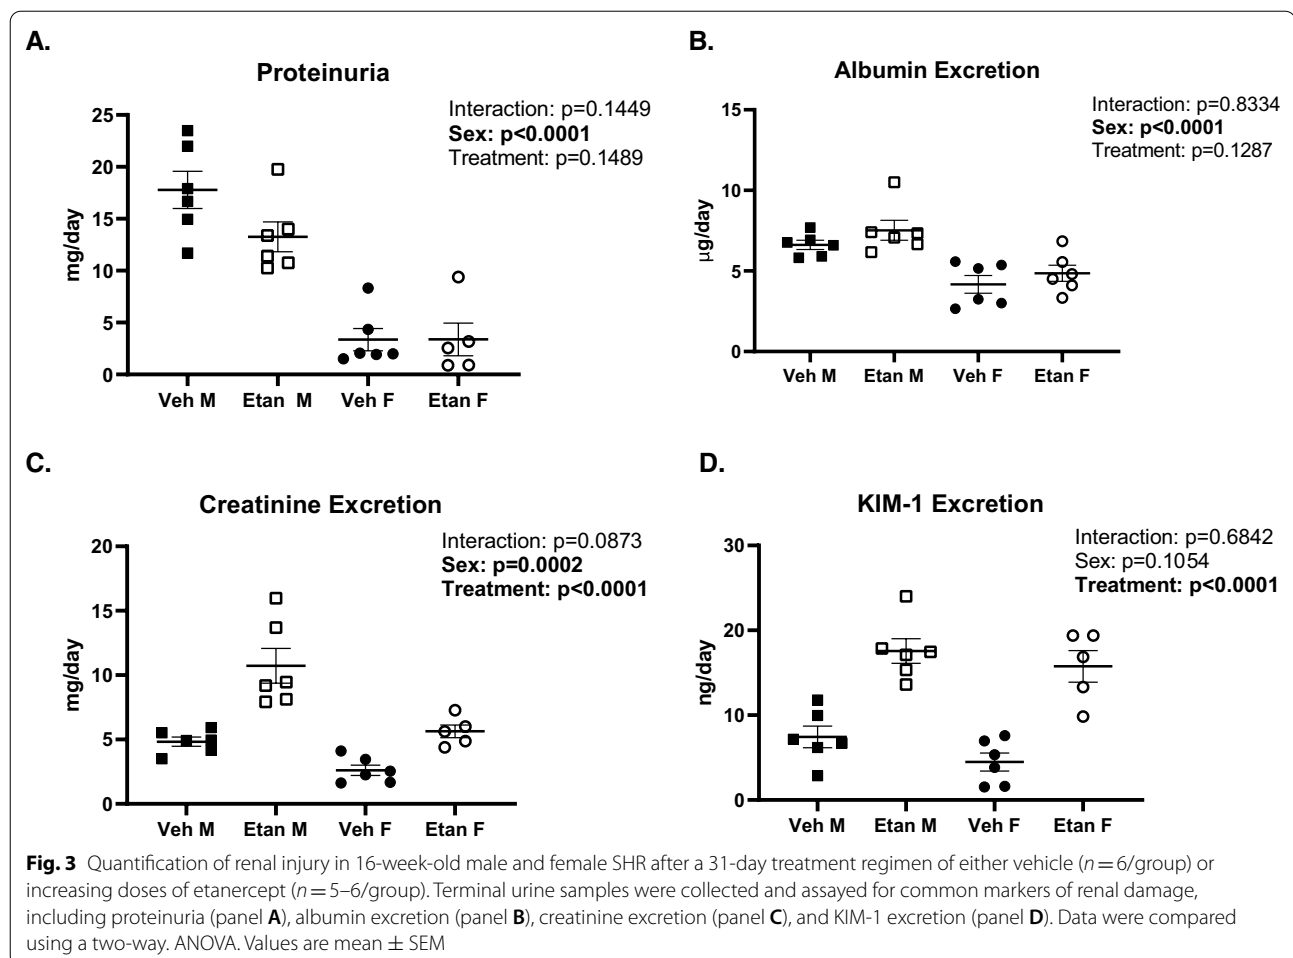 A.
Proteinuria
Interaction: p=0.1449
Sex: p<0.0001
Treatment: p=0.1489
mg/day
25
20
15
10
5
0
Veh M
Etan M
Veh F
Etan F
B.
Albumin Excretion
Interaction: p=0.8334
Sex: p<0.0001
Treatment: p=0.1287
µg/day
15
10
5
0
Veh M
Etan M
Veh F
Etan F
C.
Creatinine Excretion
Interaction: p=0.0873
Sex: p=0.0002
Treatment: p<0.0001
mg/day
20
15
10
5
0
Veh M
Etan M
Veh F
Etan F
D.
KIM-1 Excretion
Interaction: p=0.6842
Sex: p=0.1054
Treatment: p<0.0001
ng/day
30
20
10
0
Veh M
Etan M
Veh F
Etan F
Fig. 3 Quantification of renal injury in 16-week-old male and female SHR after a 31-day treatment regimen of either vehicle (n = 6/group) or
increasing doses of etanercept (n = 5–6/group). Terminal urine samples were collected and assayed for common markers of renal damage,
including proteinuria (panel A), albumin excretion (panel B), creatinine excretion (panel C), and KIM-1 excretion (panel D). Data were compared
using a two-way. ANOVA. Values are mean ± SEM